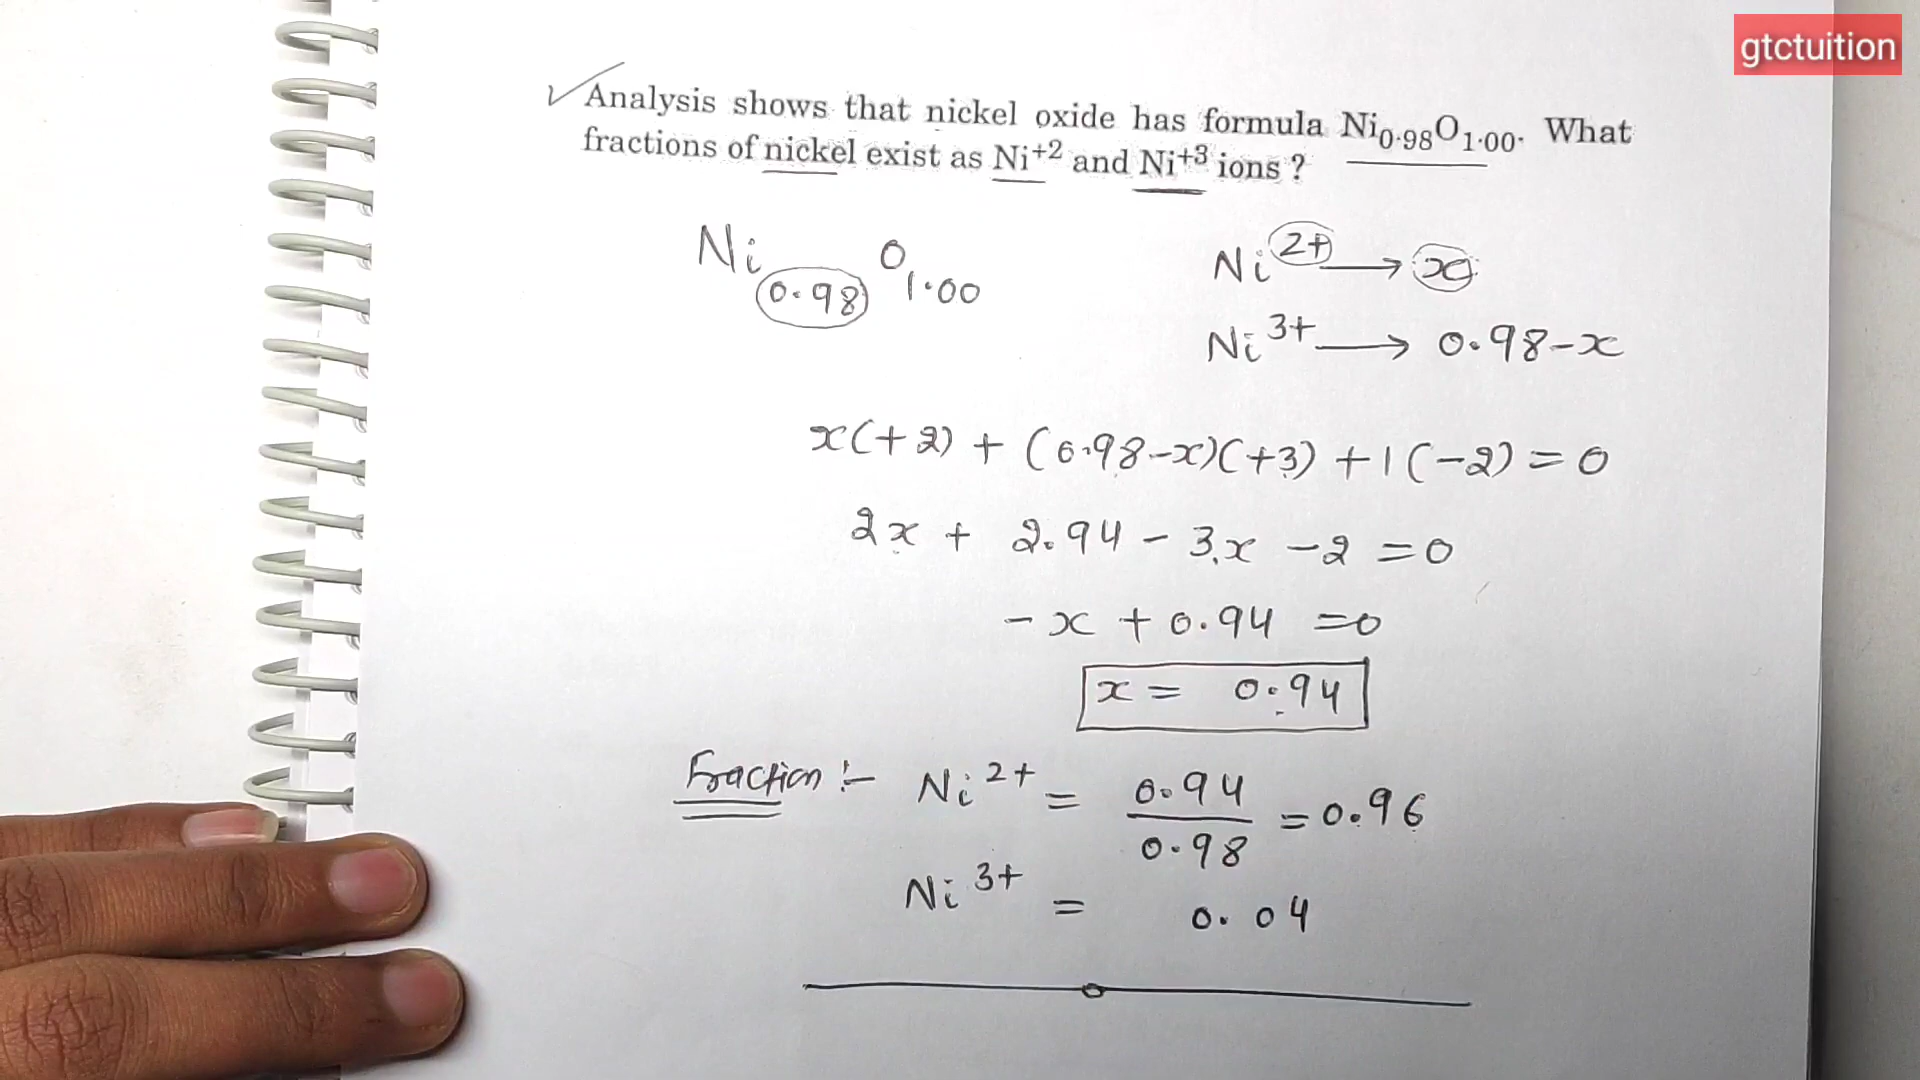 gtctuition
Analysis shows that nickel oxide has formula Ni0·98O1·00. What
fractions of nickel exist as Ni+2 and Ni+3 ions ?
Ni0.98 O1.00
Ni2+ → x
Ni3+ → 0.98-x
x(+2) + (0.98-x)(+3) + 1(-2) = 0
2x + 2.94 - 3x - 2 = 0
- x + 0.94 = 0
x = 0.94
Fraction :- Ni2+ = 0.94/0.98 = 0.96
Ni3+ = 0.04